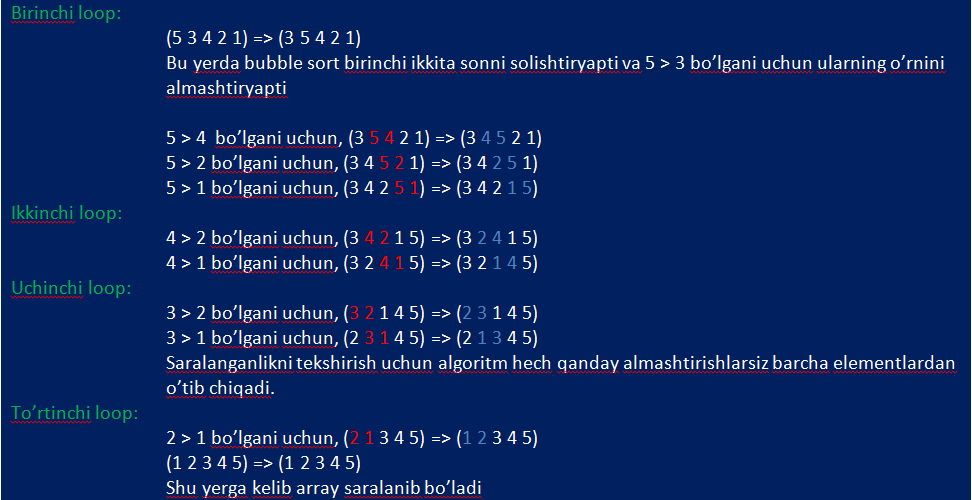 Birinchi loop:
(5 3 4 2 1) => (3 5 4 2 1)
Bu yerda bubble sort birinchi ikkita sonni solishtiryapti va 5 > 3 bo’lgani uchun ularning o’rnini
almashtiryapti
5 > 4 bo’lgani uchun, (3 5 4 2 1) => (3 4 5 2 1)
5 > 2 bo’lgani uchun, (3 4 5 2 1) => (3 4 2 5 1)
5 > 1 bo’lgani uchun, (3 4 2 5 1) => (3 4 2 1 5)
Ikkinchi loop:
4 > 2 bo’lgani uchun, (3 4 2 1 5) => (3 2 4 1 5)
4 > 1 bo’lgani uchun, (3 2 4 1 5) => (3 2 1 4 5)
Uchinchi loop:
3 > 2 bo’lgani uchun, (3 2 1 4 5) => (2 3 1 4 5)
3 > 1 bo’lgani uchun, (2 3 1 4 5) => (2 1 3 4 5)
Saralanganlikni tekshirish uchun algoritm hech qanday almashtirishlarsiz barcha elementlardan
o’tib chiqadi.
To’rtinchi loop:
2 > 1 bo’lgani uchun, (2 1 3 4 5) => (1 2 3 4 5)
(1 2 3 4 5) => (1 2 3 4 5)
Shu yerga kelib array saralanib bo’ladi